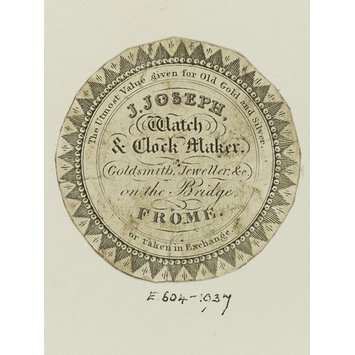 The Utmost Value given for Old Gold and Silver,
J. JOSEPH,
Watch
& Clock Maker,
Goldsmith, Jeweller, &c.
on the Bridge
FROME.
or taken in Exchange
E.604-1937